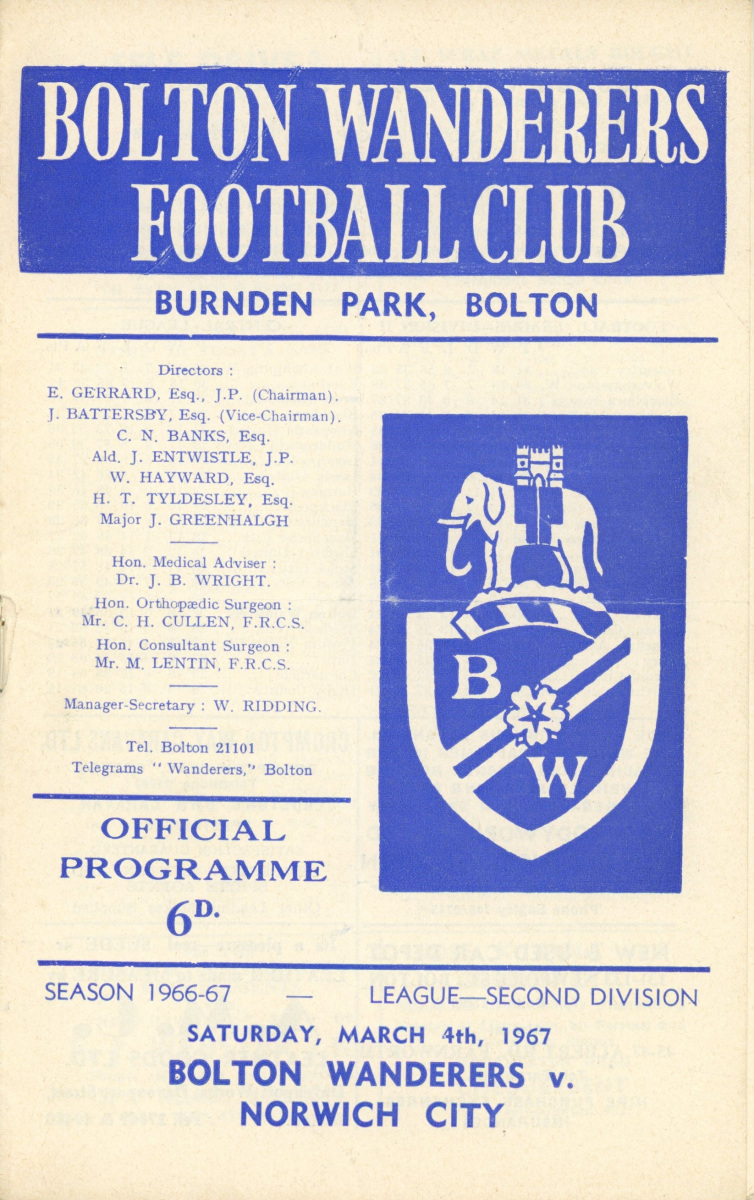 BOLTON WANDERERS
FOOTBALL CLUB
BURNDEN PARK, BOLTON
Directors :
E. GERRARD, Esq., J.P. (Chairman).
J. BATTERSBY, Esq. (Vice-Chairman).
C. N. BANKS, Esq.
Ald. J. ENTWISTLE, J.P.
W. HAYWARD, Esq.
H. T. TYLDESLEY, Esq.
Major J. GREENHALGH
Hon. Medical Adviser :
Dr. J. B. WRIGHT.
Hon. Orthopædic Surgeon :
Mr. C. H. CULLEN, F.R.C.S.
Hon. Consultant Surgeon :
Mr. M. LENTIN, F.R.C.S.
Manager-Secretary : W. RIDDING.
Tel. Bolton 21101
Telegrams " Wanderers," Bolton
B
W
OFFICIAL
PROGRAMME
6D.
SEASON 1966-67 — LEAGUE—SECOND DIVISION
SATURDAY, MARCH 4th, 1967
BOLTON WANDERERS v.
NORWICH CITY